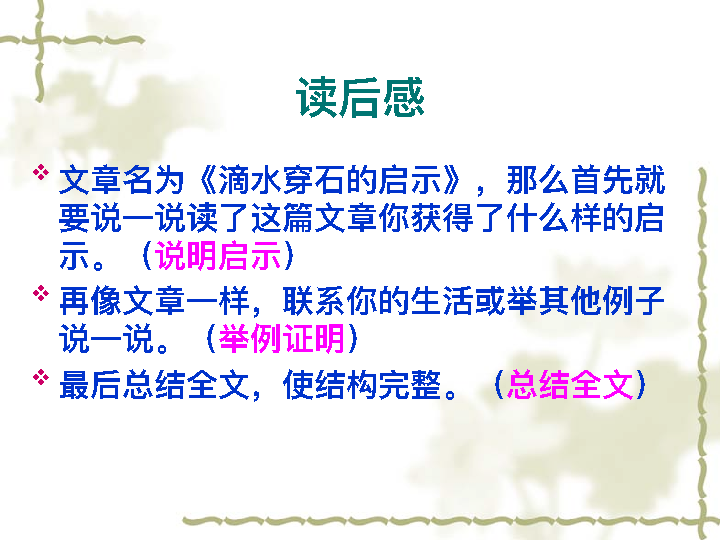 读后感
文章名为《滴水穿石的启示》，那么首先就
要说一说读了这篇文章你获得了什么样的启
示。（说明启示）
再像文章一样，联系你的生活或举其他例子
说一说。（举例证明）
最后总结全文，使结构完整。（总结全文）